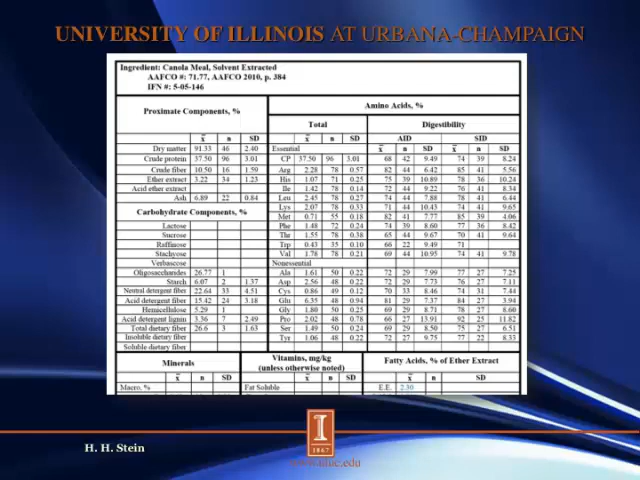 UNIVERSITY OF ILLINOIS AT URBANA-CHAMPAIGN
Ingredient: Canola Meal, Solvent Extracted
AAFCO #: 71.77, AAFCO 2010, p. 384
IFN #: 5-05-146
Proximate Components, %
x̅ n SD
Dry matter 91.33 46 2.40
Crude protein 37.50 96 3.01
Crude fiber 10.50 16 1.59
Ether extract 3.22 34 1.23
Acid ether extract
Ash 6.89 22 0.84
Carbohydrate Components, %
Lactose
Sucrose
Raffinose
Stachyose
Verbascose
Oligosaccharides 26.77 1
Starch 6.07 2 1.37
Neutral detergent fiber 22.64 33 4.51
Acid detergent fiber 15.42 24 3.18
Hemicellulose 5.29 1
Acid detergent lignin 3.36 7 2.49
Total dietary fiber 26.6 3 1.63
Insoluble dietary fiber
Soluble dietary fiber
Amino Acids, %
Total Digestibility
x̅ n SD AID SID
Essential x̅ n SD x̅ n SD
CP 37.50 96 3.01 68 42 9.49 74 39 8.24
Arg 2.28 78 0.57 82 44 6.42 85 41 5.56
His 1.07 71 0.25 75 39 10.89 78 36 10.24
Ile 1.42 78 0.14 72 44 9.22 76 41 8.34
Leu 2.45 78 0.27 74 44 7.88 78 41 6.44
Lys 2.07 78 0.33 71 44 10.43 74 41 9.65
Met 0.71 55 0.18 82 41 7.77 85 39 4.06
Phe 1.48 72 0.24 74 39 8.60 77 36 8.42
Thr 1.55 78 0.38 65 44 9.67 70 41 9.64
Trp 0.43 35 0.10 66 22 9.49 71
Val 1.78 78 0.21 69 44 10.95 74 41 9.78
Nonessential
Ala 1.61 50 0.22 72 29 7.99 77 27 7.25
Asp 2.56 48 0.22 72 29 7.73 76 27 7.11
Cys 0.86 49 0.12 70 33 8.46 74 31 7.44
Glu 6.35 48 0.94 81 29 7.37 84 27 3.94
Gly 1.80 50 0.25 69 29 8.71 78 27 8.60
Pro 2.02 48 0.78 66 27 13.91 92 25 11.82
Ser 1.49 50 0.24 69 29 8.50 75 27 6.51
Tyr 1.06 48 0.22 72 27 9.75 77 22 8.33
Minerals
x̅ n SD
Macro, %
Vitamins, mg/kg
(unless otherwise noted)
x̅ n SD
Fat Soluble
Fatty Acids, % of Ether Extract
x̅ n SD
E.E. 2.30
I
1867
H. H. Stein
www.uiuc.edu